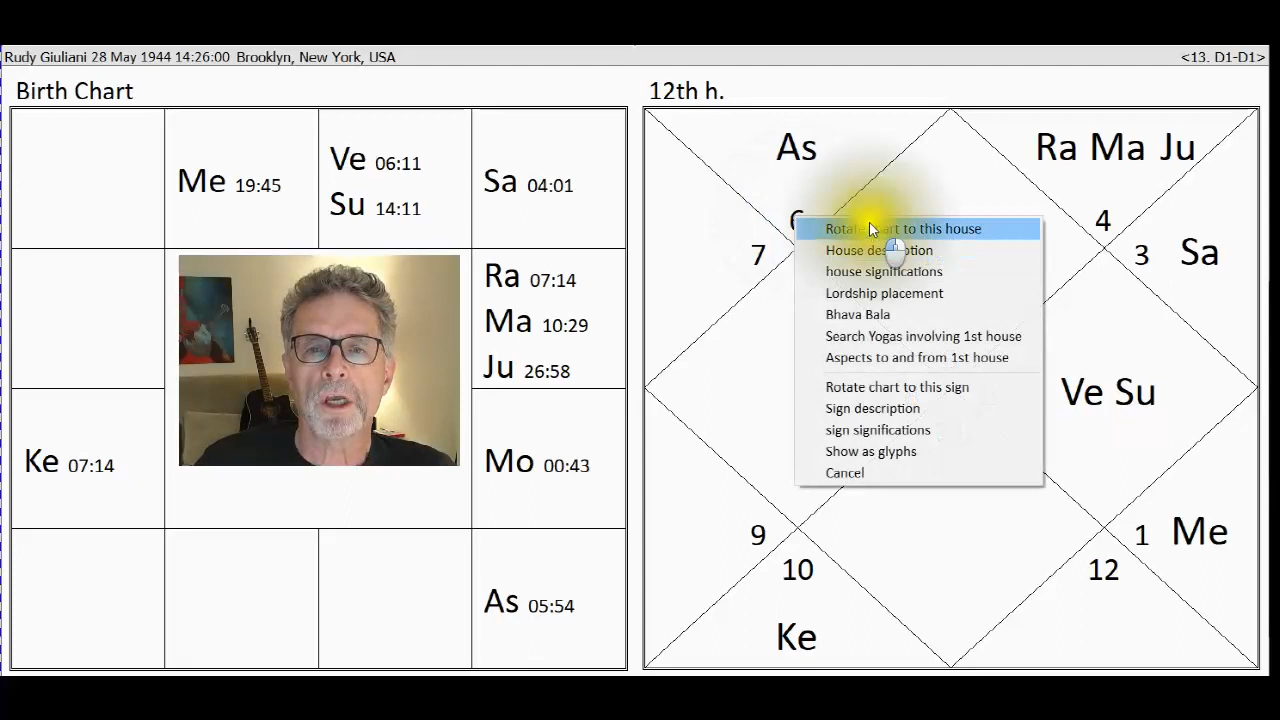 Rudy Giuliani 28 May 1944 14:26:00 Brooklyn, New York, USA
<13. D1-D1>
Birth Chart
Me 19:45
Ve 06:11
Su 14:11
Sa 04:01
Ra 07:14
Ma 10:29
Ju 26:58
Ke 07:14
Mo 00:43
As 05:54
12th h.
As
Ra Ma Ju
6
4
7
3 Sa
Rotate chart to this house
House description
house significations
Lordship placement
Bhava Bala
Search Yogas involving 1st house
Aspects to and from 1st house
Rotate chart to this sign
Sign description
sign significations
Show as glyphs
Cancel
Ve Su
9
1 Me
10
12
Ke